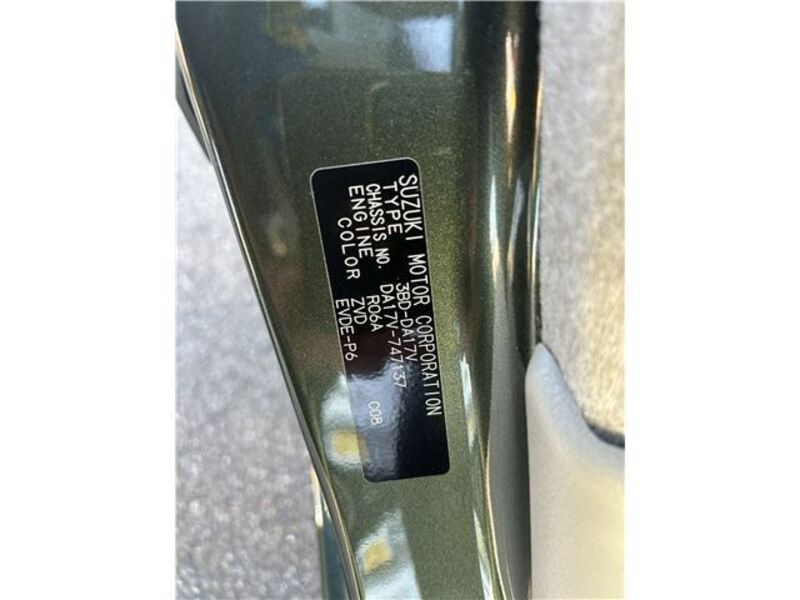 SUZUKI MOTOR CORPORATION
TYPE 3BD-DA17V
CHASSIS NO. DA17V-747137
ENGINE R06A
COLOR ZVD C08
EVDE-P6